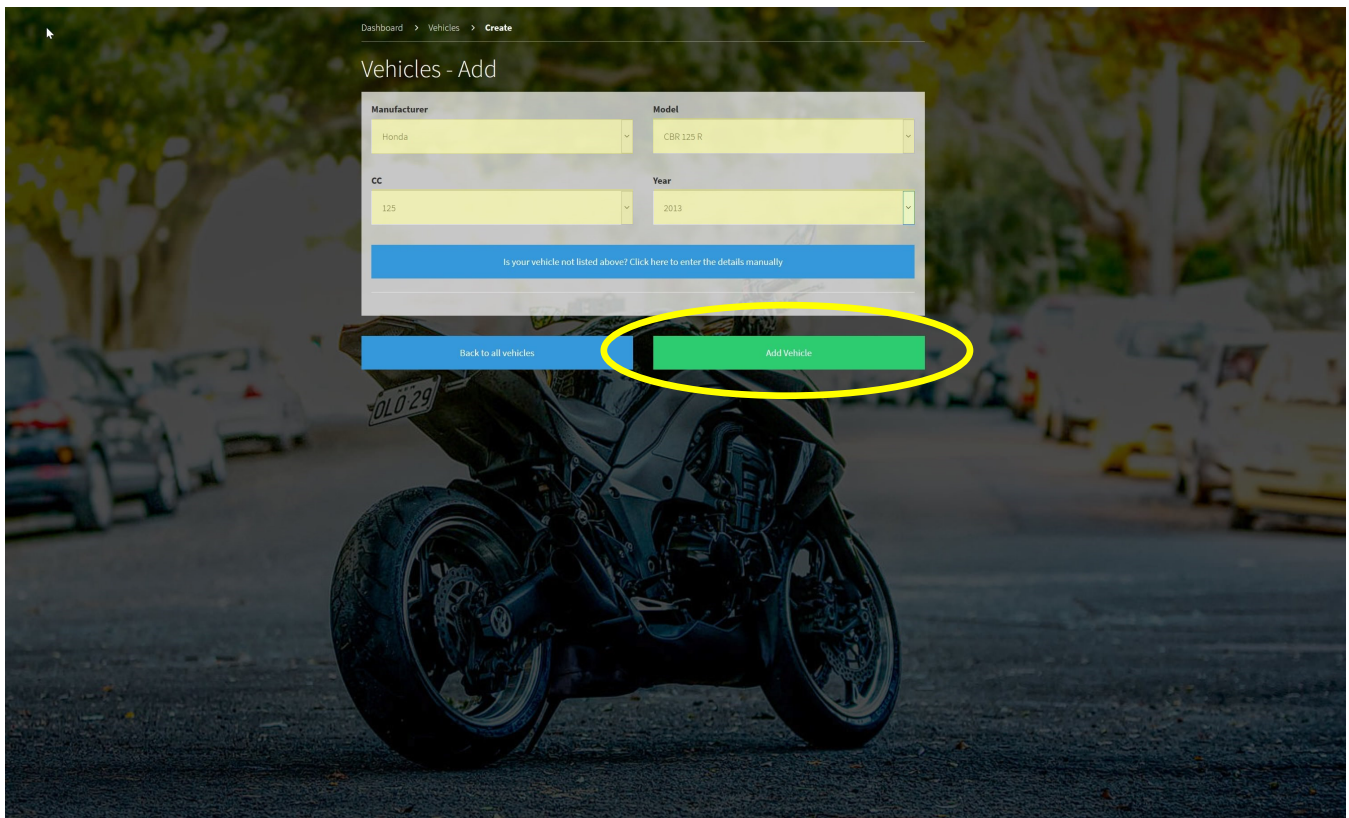 Dashboard > Vehicles > Create
Vehicles - Add
Manufacturer Model
Honda CBR 125 R
CC Year
125 2013
Is your vehicle not listed above? Click here to enter the details manually
Back to all vehicles Add Vehicle
OLO·29